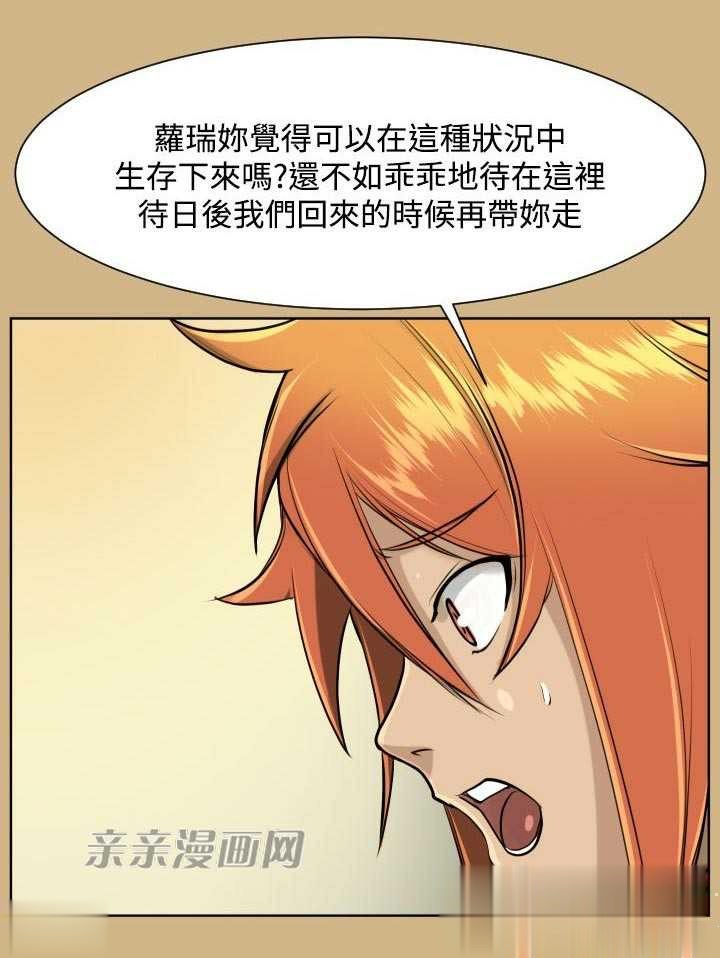 蘿瑞妳覺得可以在這種狀況中
生存下來嗎?還不如乖乖地待在這裡
待日後我們回來的時候再帶妳走
亲亲漫画网